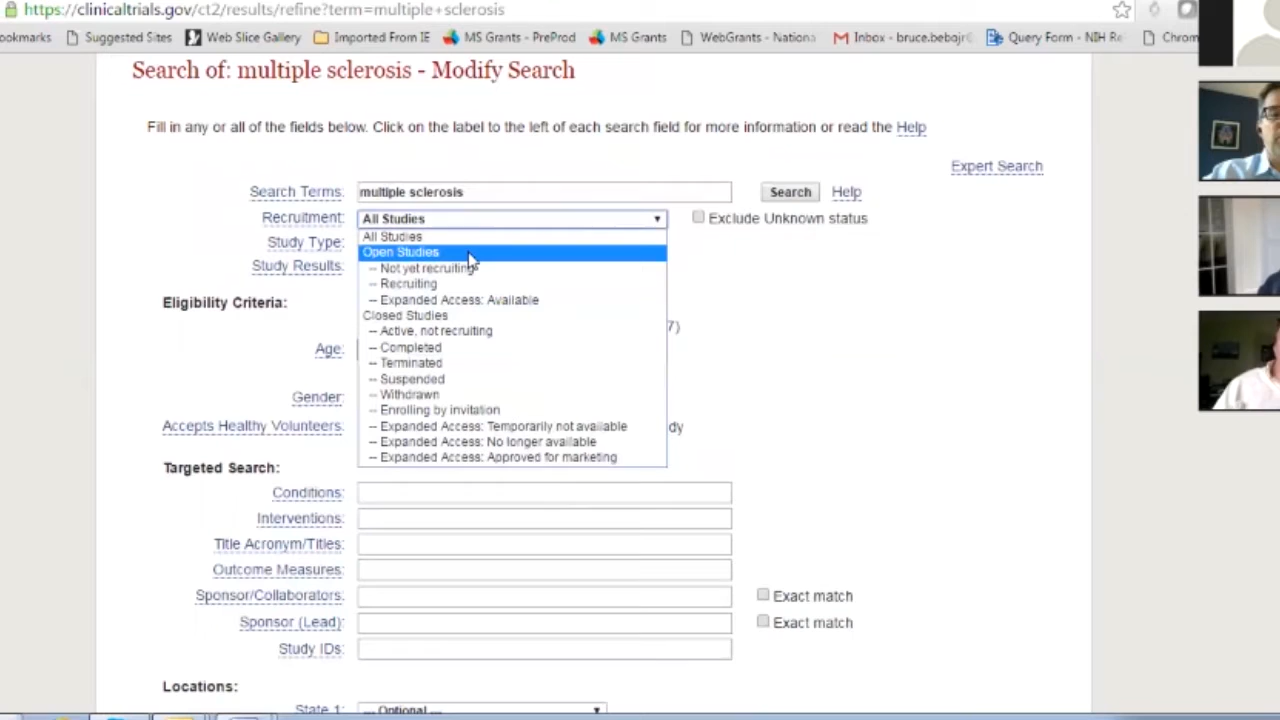 https://clinicaltrials.gov/ct2/results/refine?term=multiple+sclerosis
ookmarks Suggested Sites Web Slice Gallery Imported From IE MS Grants - PreProd MS Grants WebGrants - Nationa Inbox - bruce.bebojr Query Form - NIH Re Chrom
Search of: multiple sclerosis - Modify Search
Fill in any or all of the fields below. Click on the label to the left of each search field for more information or read the Help
Expert Search
Search Terms: multiple sclerosis Search Help
Recruitment: All Studies Exclude Unknown status
All Studies
Study Type: Open Studies
-- Not yet recruiting
Study Results: -- Recruiting
-- Expanded Access: Available
Eligibility Criteria: Closed Studies
7)
-- Active, not recruiting
Age: -- Completed
-- Terminated
-- Suspended
Gender: -- Withdrawn
-- Enrolling by invitation
Accepts Healthy Volunteers: -- Expanded Access: Temporarily not available dy
-- Expanded Access: No longer available
-- Expanded Access: Approved for marketing
Targeted Search:
Conditions:
Interventions:
Title Acronym/Titles:
Outcome Measures:
Sponsor/Collaborators: Exact match
Sponsor (Lead): Exact match
Study IDs:
Locations:
State 1: --- Optional ---